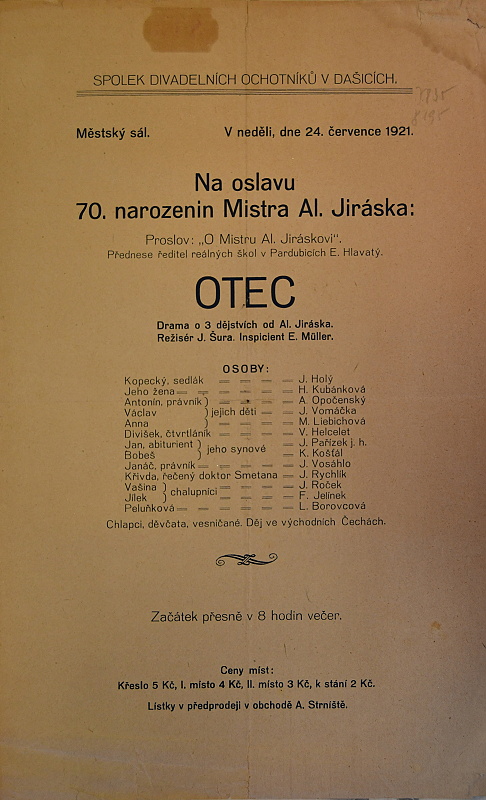 SPOLEK DIVADELNÍCH OCHOTNÍKŮ V DAŠICÍCH.
Městský sál. V neděli, dne 24. července 1921.
Na oslavu
70. narozenin Mistra Al. Jiráska:
Proslov: „O Mistru Al. Jiráskovi“.
Přednese ředitel reálných škol v Pardubicích E. Hlavatý.
OTEC
Drama o 3 dějstvích od Al. Jiráska.
Režisér J. Šura. Inspicient E. Müller.
OSOBY:
Kopecký, sedlák — — — — J. Holý
Jeho žena — — — — — — H. Kubánková
Antonín, právník ) — — — — A. Opočenský
Václav ) jejich děti — — J. Vomáčka
Anna ) — — — — M. Liebichová
Divišek, čtvrtláník — — — — V. Helcelet
Jan, abiturient } jeho synové — — J. Pařízek j. h.
Bobeš — — K. Košťál
Janáč, právník — — — — — J. Vosáhlo
Křivda, řečený doktor Smetana — J. Rychlík
Vašina } chalupníci — — — — J. Roček
Jílek — — — — F. Jelínek
Peluňková — — — — — — L. Borovcová
Chlapci, děvčata, vesničané. Děj ve východních Čechách.
Začátek přesně v 8 hodin večer.
Ceny míst:
Křeslo 5 Kč, I. místo 4 Kč, II. místo 3 Kč, k stání 2 Kč.
Lístky v předprodeji v obchodě A. Strniště.